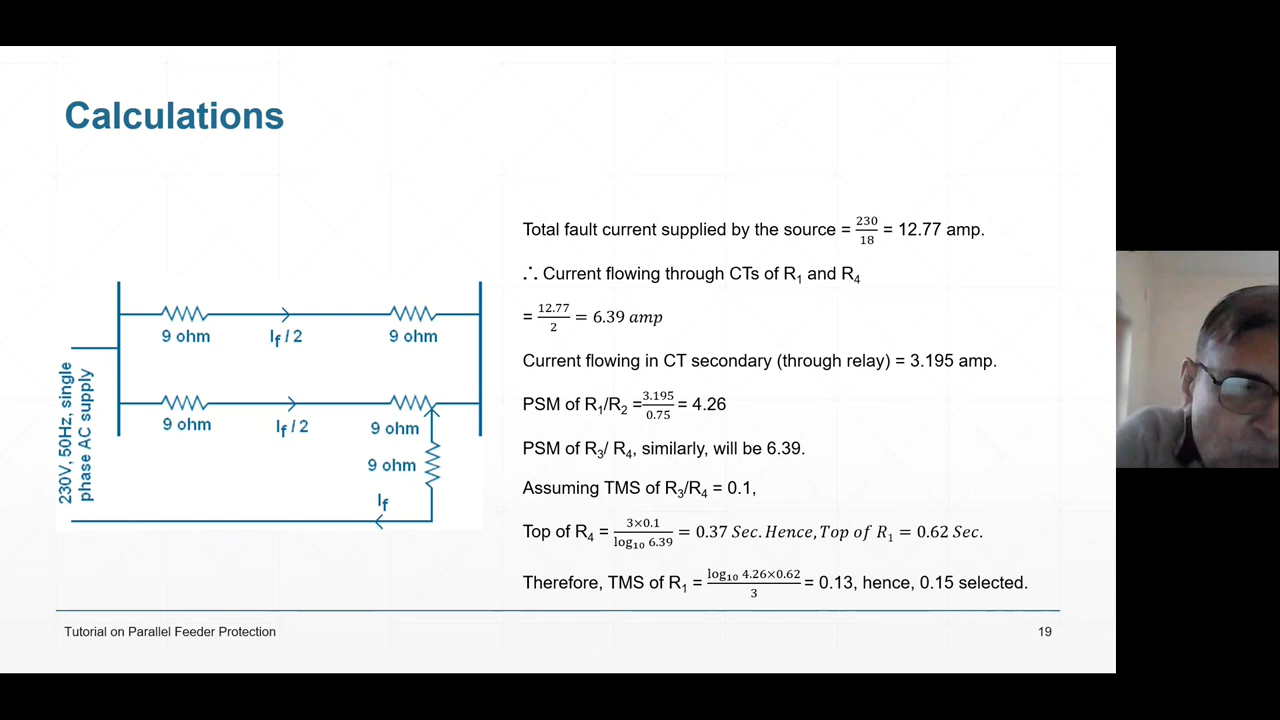 Calculations
Total fault current supplied by the source = 230/18 = 12.77 amp.
∴ Current flowing through CTs of R₁ and R₄
= 12.77/2 = 6.39 amp
Current flowing in CT secondary (through relay) = 3.195 amp.
PSM of R₁/R₂ = 3.195/0.75 = 4.26
PSM of R₃/ R₄, similarly, will be 6.39.
Assuming TMS of R₃/R₄ = 0.1,
Top of R₄ = 3×0.1/log₁₀ 6.39 = 0.37 Sec. Hence, Top of R₁ = 0.62 Sec.
Therefore, TMS of R₁ = log₁₀ 4.26×0.62/3 = 0.13, hence, 0.15 selected.
230V, 50Hz, single
phase AC supply
9 ohm
I_f / 2
9 ohm
9 ohm
I_f / 2
9 ohm
9 ohm
I_f
Tutorial on Parallel Feeder Protection
19